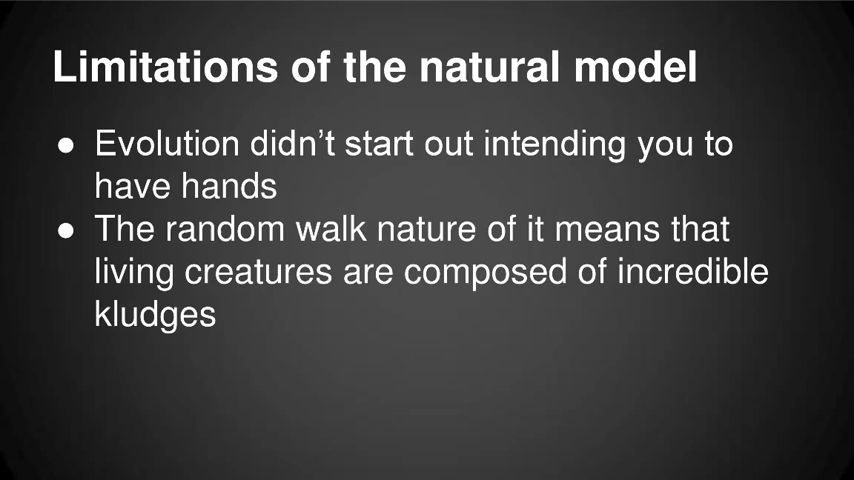 Limitations of the natural model
● Evolution didn't start out intending you to
have hands
● The random walk nature of it means that
living creatures are composed of incredible
kludges